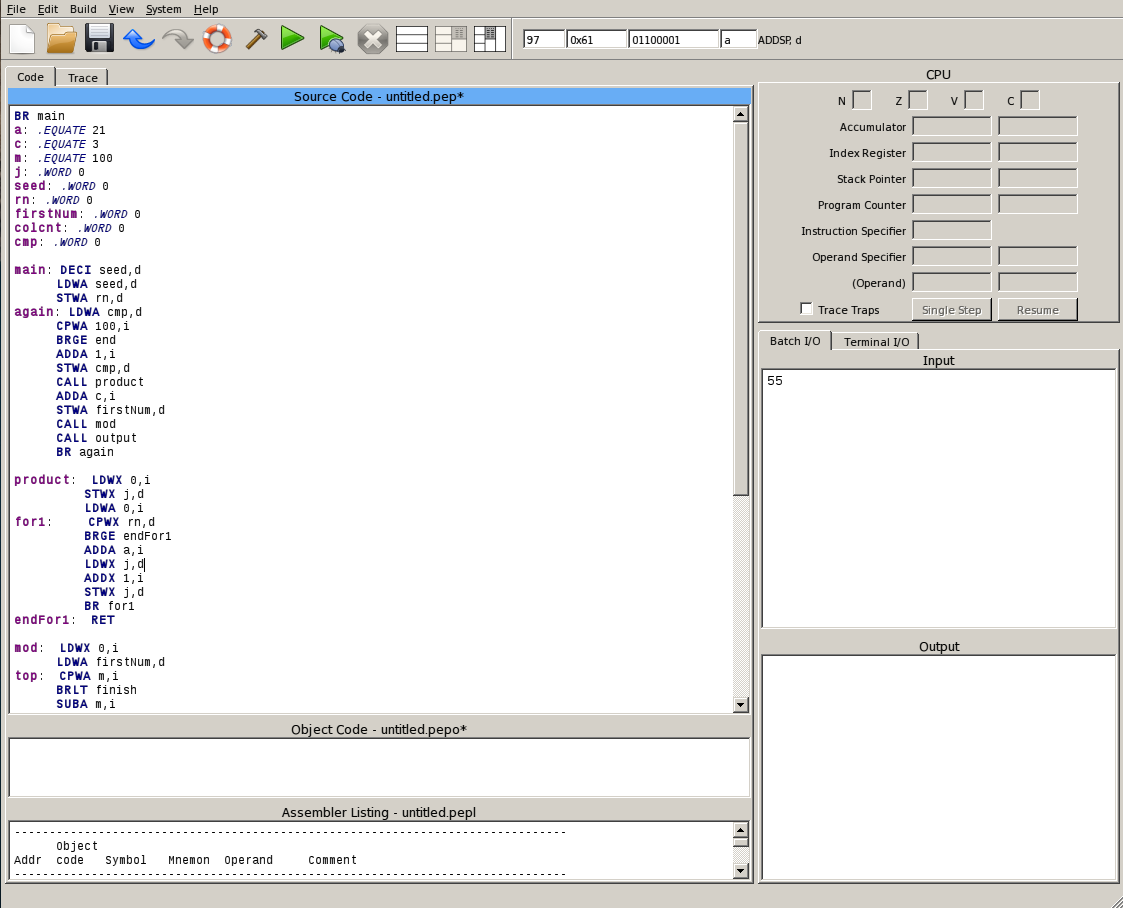 File Edit Build View System Help
97 0x61 01100001 a ADDSP, d
Code Trace
Source Code - untitled.pep*
BR main
a: .EQUATE 21
c: .EQUATE 3
m: .EQUATE 100
j: .WORD 0
seed: .WORD 0
rn: .WORD 0
firstNum: .WORD 0
colcnt: .WORD 0
cmp: .WORD 0
main: DECI seed,d
LDWA seed,d
STWA rn,d
again: LDWA cmp,d
CPWA 100,i
BRGE end
ADDA 1,i
STWA cmp,d
CALL product
ADDA c,i
STWA firstNum,d
CALL mod
CALL output
BR again
product: LDWX 0,i
STWX j,d
LDWA 0,i
for1: CPWX rn,d
BRGE endFor1
ADDA a,i
LDWX j,d
ADDX 1,i
STWX j,d
BR for1
endFor1: RET
mod: LDWX 0,i
LDWA firstNum,d
top: CPWA m,i
BRLT finish
SUBA m,i
Object Code - untitled.pepo*
Assembler Listing - untitled.pepl
-------------------------------------------------------------------------------
Object
Addr code Symbol Mnemon Operand Comment
-------------------------------------------------------------------------------
CPU
N Z V C
Accumulator
Index Register
Stack Pointer
Program Counter
Instruction Specifier
Operand Specifier
(Operand)
Trace Traps Single Step Resume
Batch I/O Terminal I/O
Input
55
Output